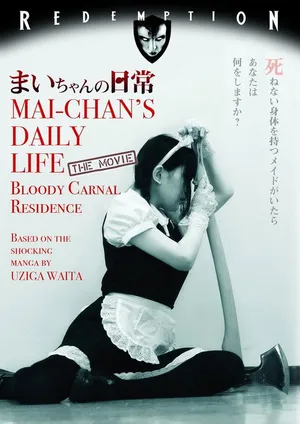 REDEMPTION
まいちゃんの日常
MAI-CHAN'S
DAILY
LIFE
THE MOVIE
BLOODY CARNAL
RESIDENCE
BASED ON THE
SHOCKING
MANGA BY
UZIGA WAITA
死ねない身体を持つメイドがいたら
あなたは
何をしますか?